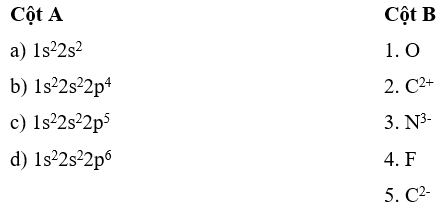 Cột A Cột B
a) 1s²2s² 1. O
b) 1s²2s²2p⁴ 2. C²⁺
c) 1s²2s²2p⁵ 3. N³⁻
d) 1s²2s²2p⁶ 4. F
5. C²⁻